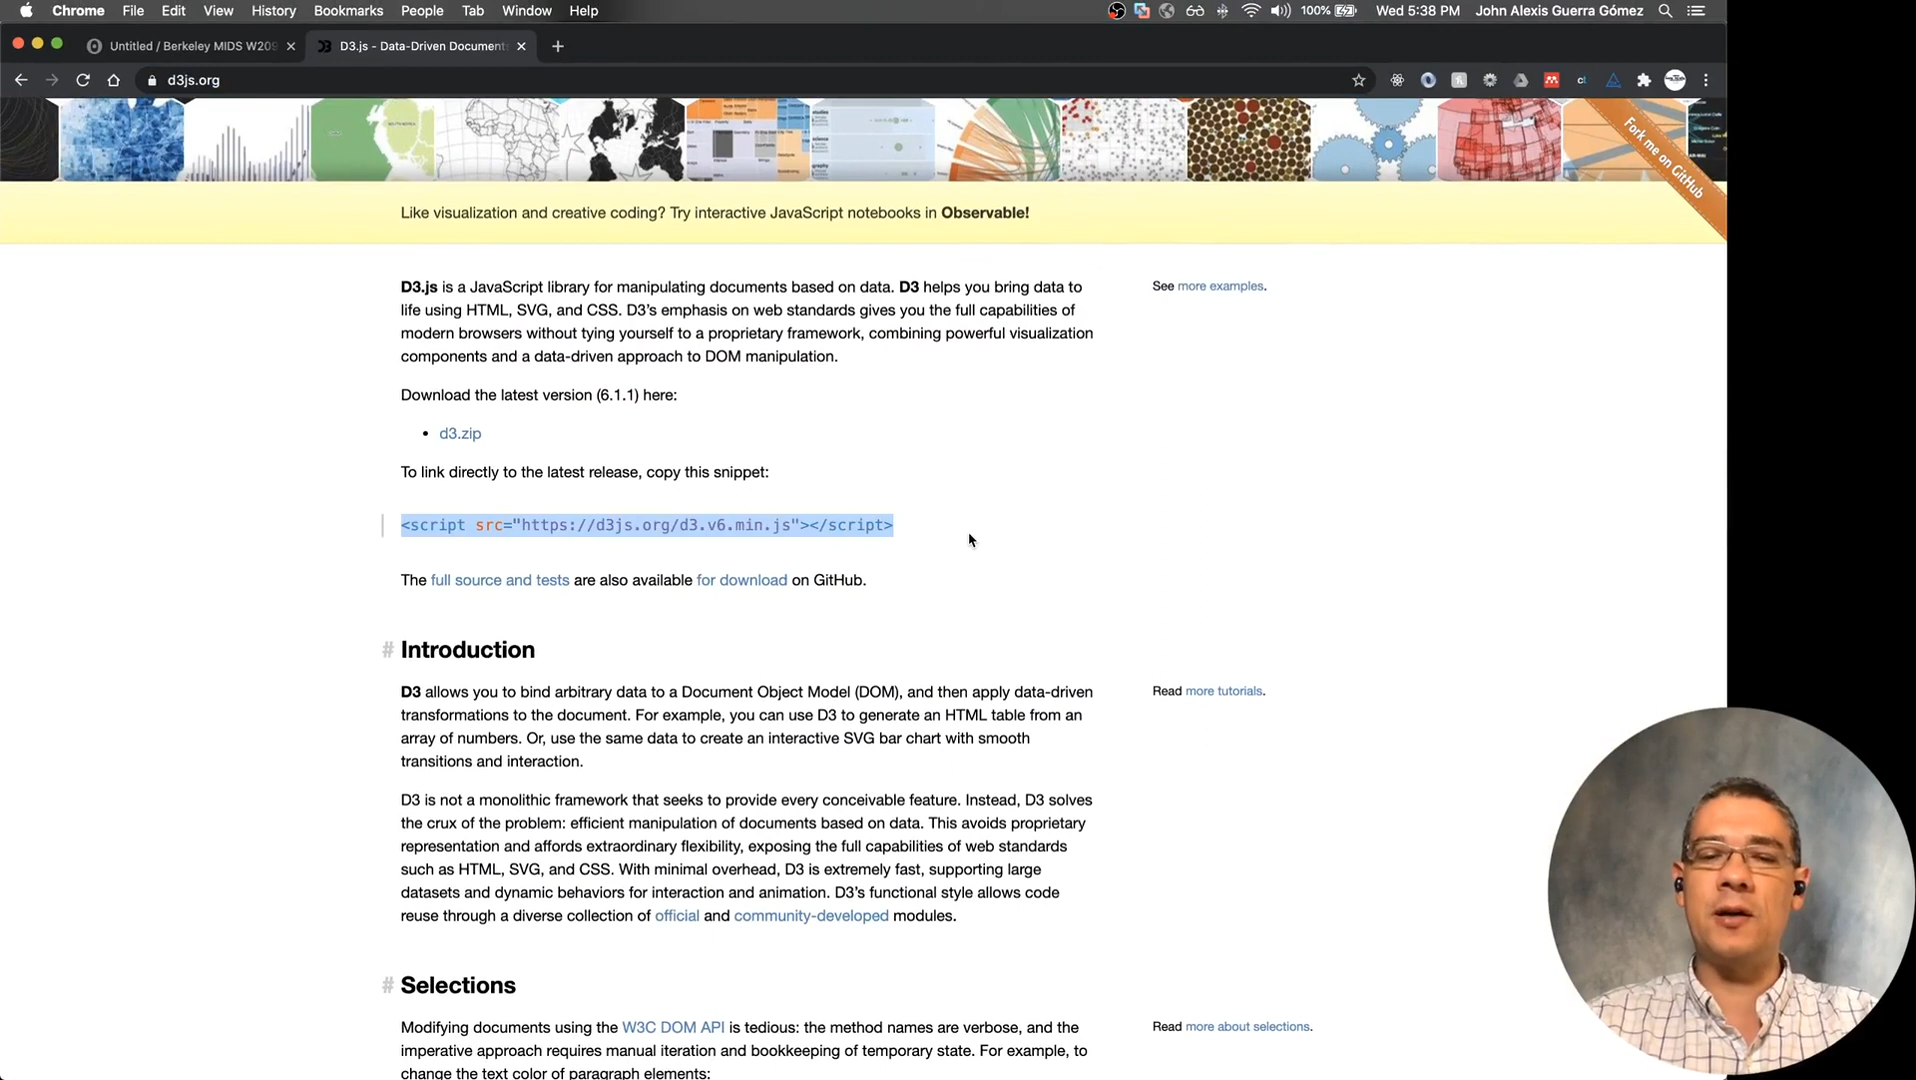 Chrome File Edit View History Bookmarks People Tab Window Help 100% Wed 5:38 PM John Alexis Guerra Gómez
Untitled / Berkeley MIDS W209 D3.js - Data-Driven Documents
d3js.org
Fork me on GitHub
Like visualization and creative coding? Try interactive JavaScript notebooks in Observable!
D3.js is a JavaScript library for manipulating documents based on data. D3 helps you bring data to
life using HTML, SVG, and CSS. D3's emphasis on web standards gives you the full capabilities of
modern browsers without tying yourself to a proprietary framework, combining powerful visualization
components and a data-driven approach to DOM manipulation.
See more examples.
Download the latest version (6.1.1) here:
• d3.zip
To link directly to the latest release, copy this snippet:
<script src="https://d3js.org/d3.v6.min.js"></script>
The full source and tests are also available for download on GitHub.
# Introduction
D3 allows you to bind arbitrary data to a Document Object Model (DOM), and then apply data-driven
transformations to the document. For example, you can use D3 to generate an HTML table from an
array of numbers. Or, use the same data to create an interactive SVG bar chart with smooth
transitions and interaction.
Read more tutorials.
D3 is not a monolithic framework that seeks to provide every conceivable feature. Instead, D3 solves
the crux of the problem: efficient manipulation of documents based on data. This avoids proprietary
representation and affords extraordinary flexibility, exposing the full capabilities of web standards
such as HTML, SVG, and CSS. With minimal overhead, D3 is extremely fast, supporting large
datasets and dynamic behaviors for interaction and animation. D3's functional style allows code
reuse through a diverse collection of official and community-developed modules.
# Selections
Modifying documents using the W3C DOM API is tedious: the method names are verbose, and the
imperative approach requires manual iteration and bookkeeping of temporary state. For example, to
change the text color of paragraph elements:
Read more about selections.